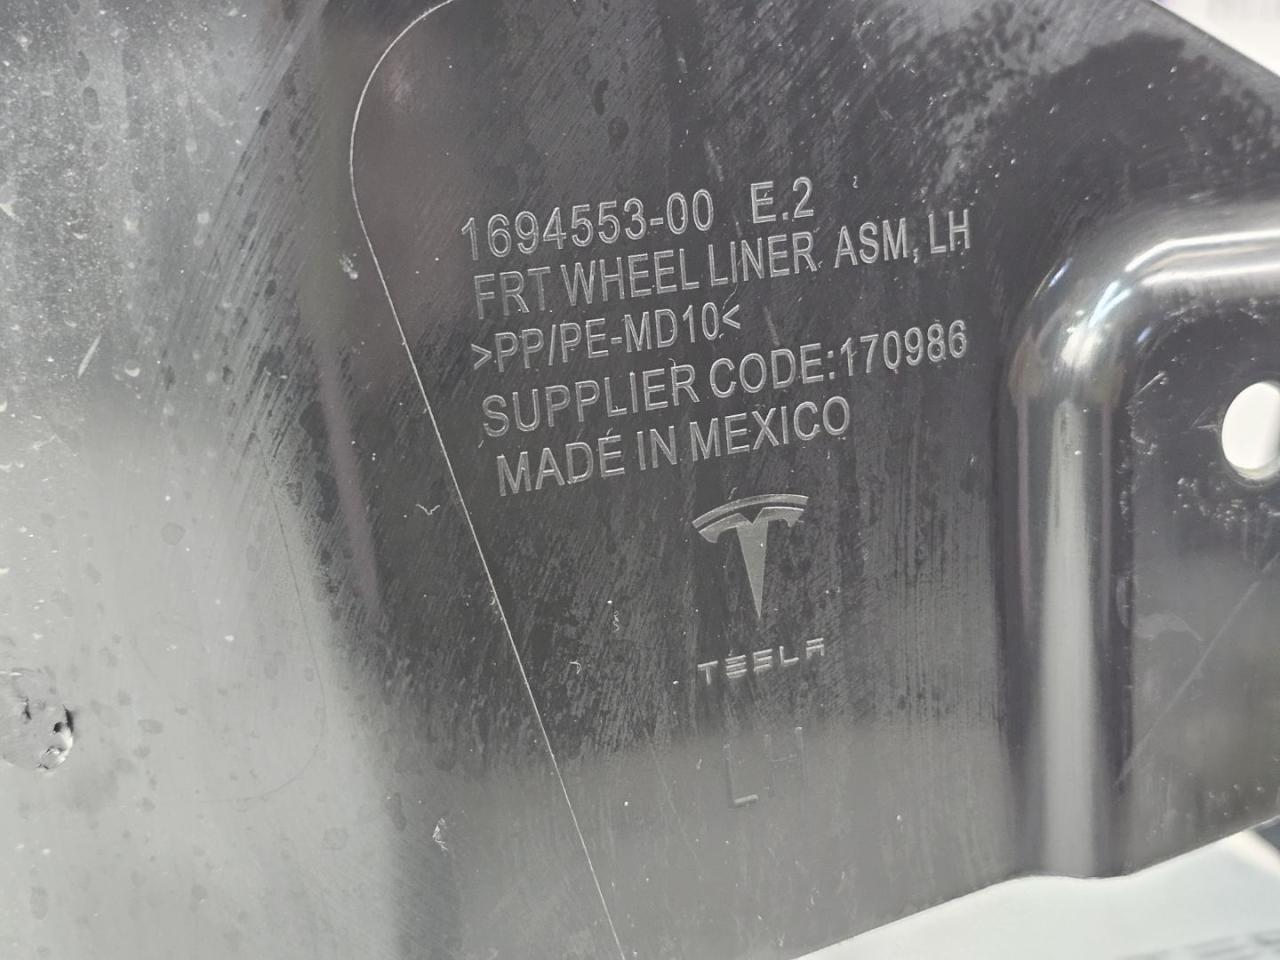 1694553-00 E.2
FRT WHEEL LINER ASM, LH
>PP/PE-MD10<
SUPPLIER CODE:170986
MADE IN MEXICO
TESLA
LH